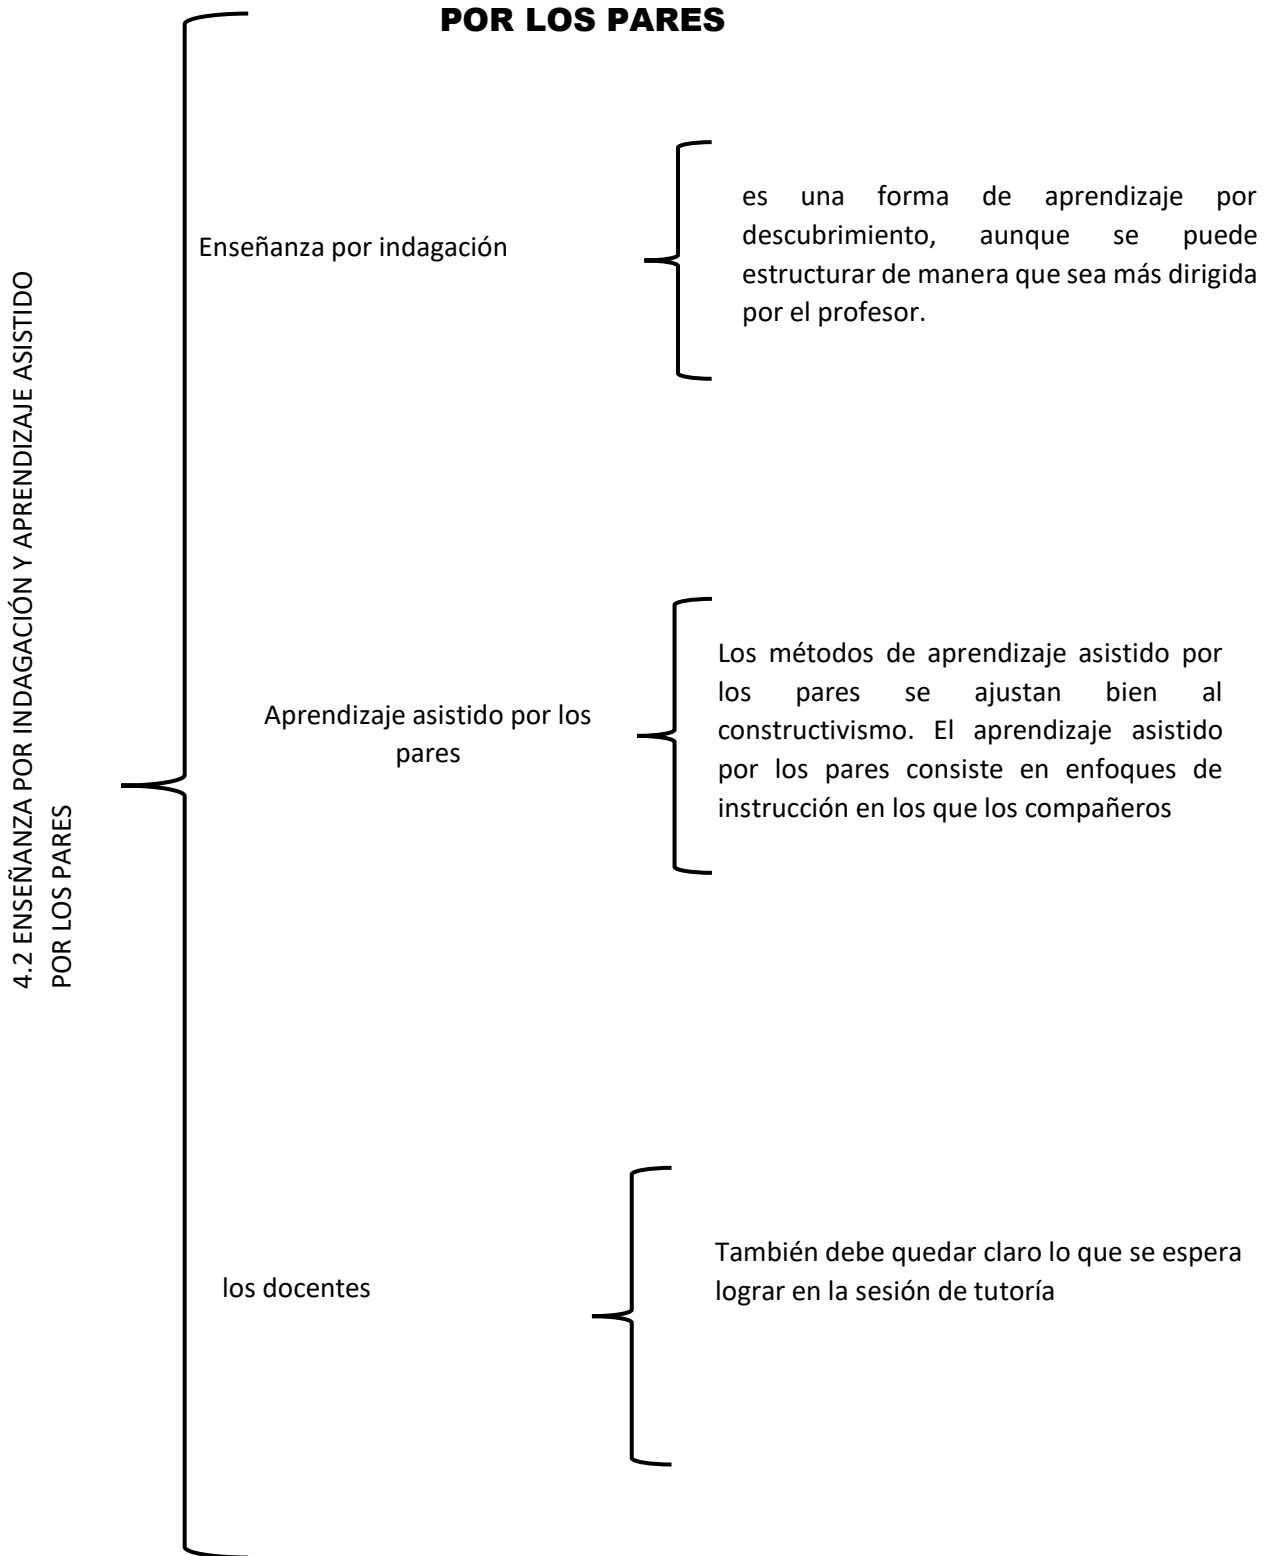 POR LOS PARES
4.2 ENSEÑANZA POR INDAGACIÓN Y APRENDIZAJE ASISTIDO
POR LOS PARES
Enseñanza por indagación
es una forma de aprendizaje por
descubrimiento, aunque se puede
estructurar de manera que sea más dirigida
por el profesor.
Aprendizaje asistido por los
pares
Los métodos de aprendizaje asistido por
los pares se ajustan bien al
constructivismo. El aprendizaje asistido
por los pares consiste en enfoques de
instrucción en los que los compañeros
los docentes
También debe quedar claro lo que se espera
lograr en la sesión de tutoría